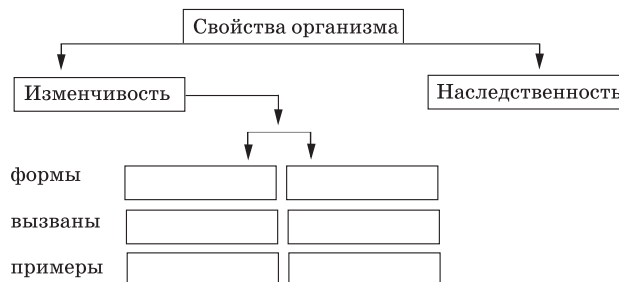 Свойства организма
Изменчивость
Наследственность
формы
вызваны
примеры